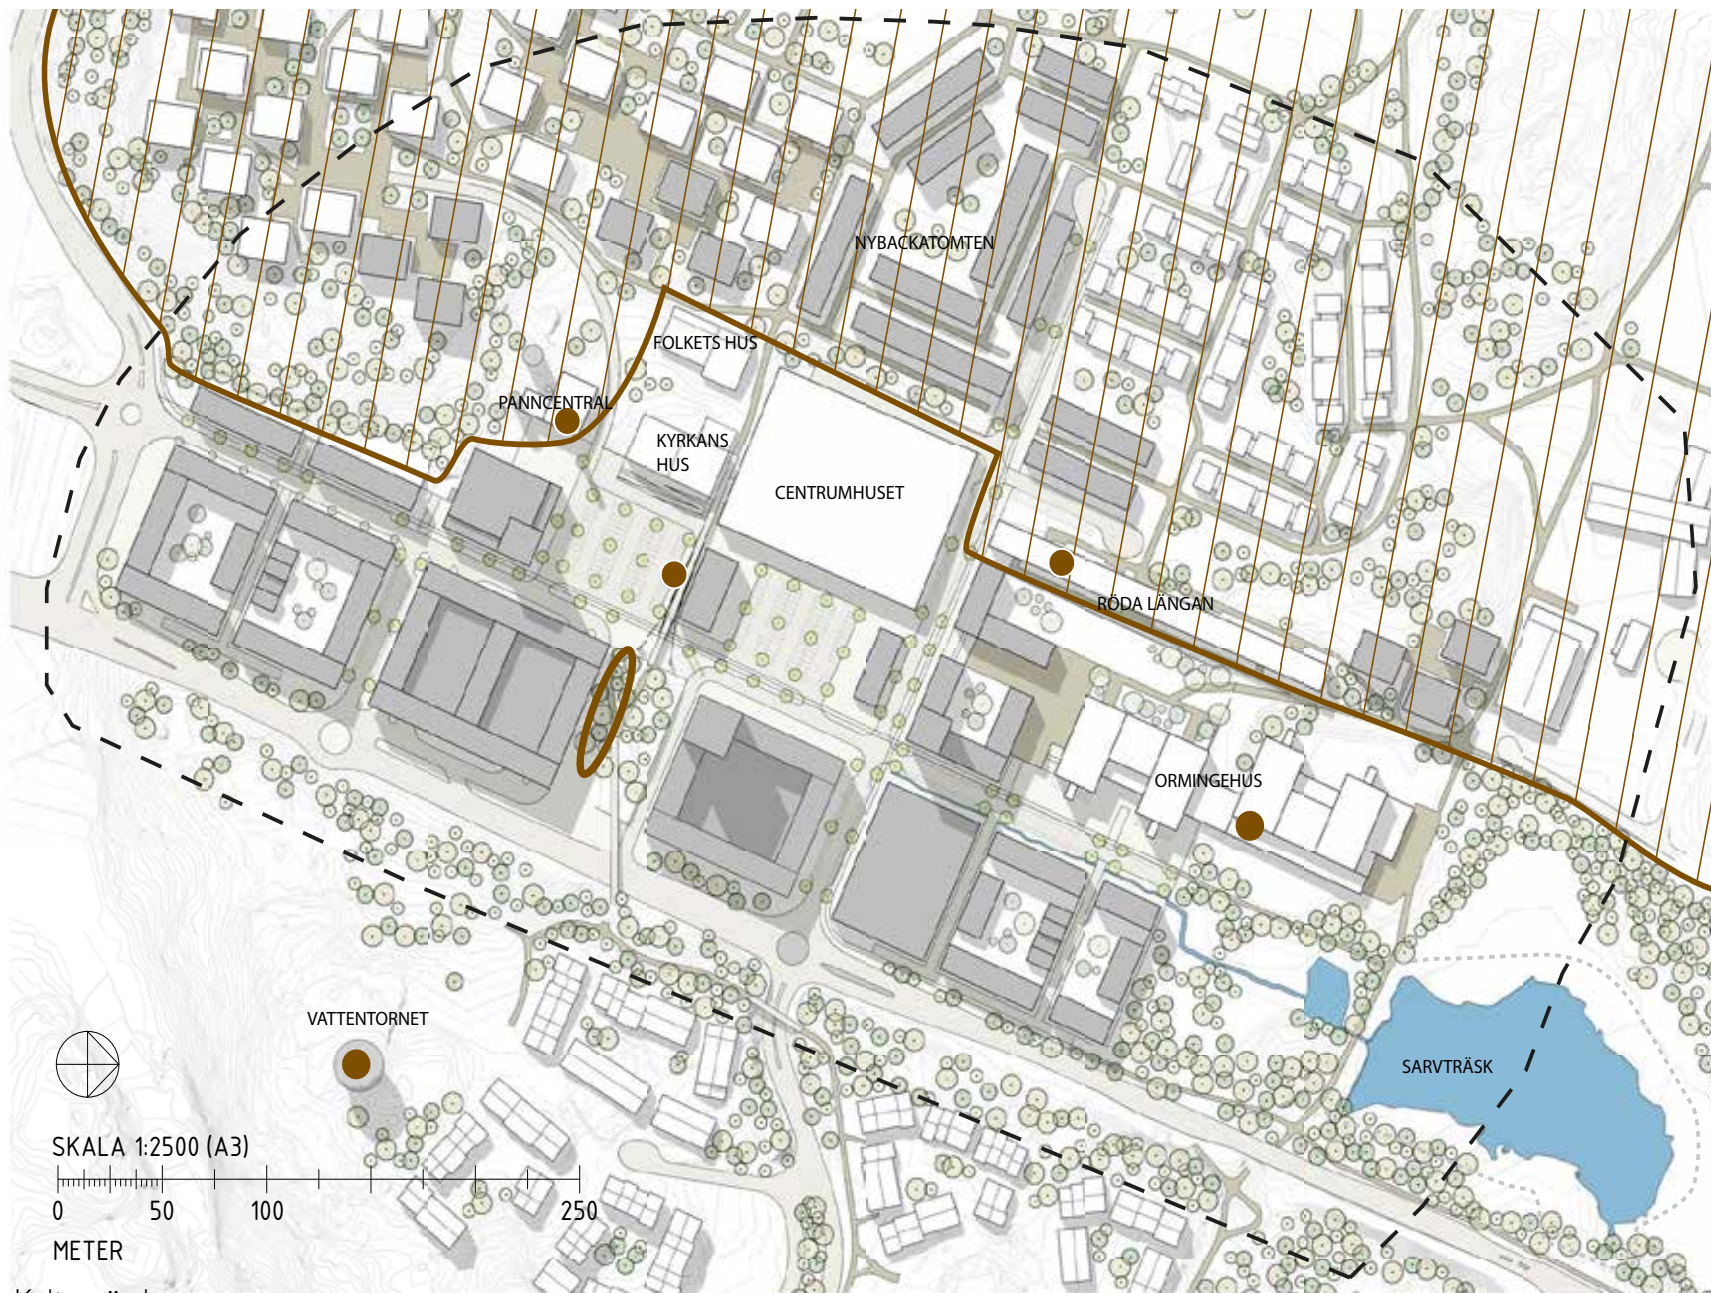 NYBACKATOMTEN
FOLKETS HUS
PANNCENTRAL
KYRKANS
HUS
CENTRUMHUSET
RÖDA LÄNGAN
ORMINGEHUS
VATTENTORNET
SARVTRÄSK
SKALA 1:2500 (A3)
0 50 100 250
METER